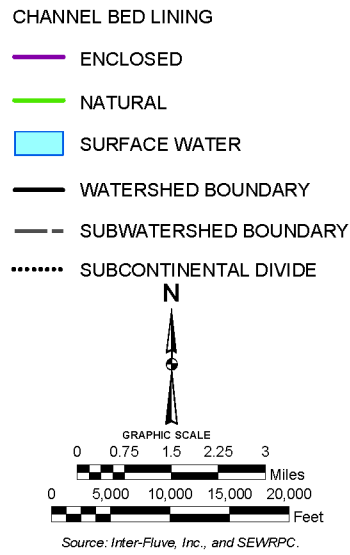 CHANNEL BED LINING
ENCLOSED
NATURAL
SURFACE WATER
WATERSHED BOUNDARY
SUBWATERSHED BOUNDARY
SUBCONTINENTAL DIVIDE
N
GRAPHIC SCALE
0 0.75 1.5 2.25 3
Miles
0 5,000 10,000 15,000 20,000
Feet
Source: Inter-Fluve, Inc., and SEWRPC.